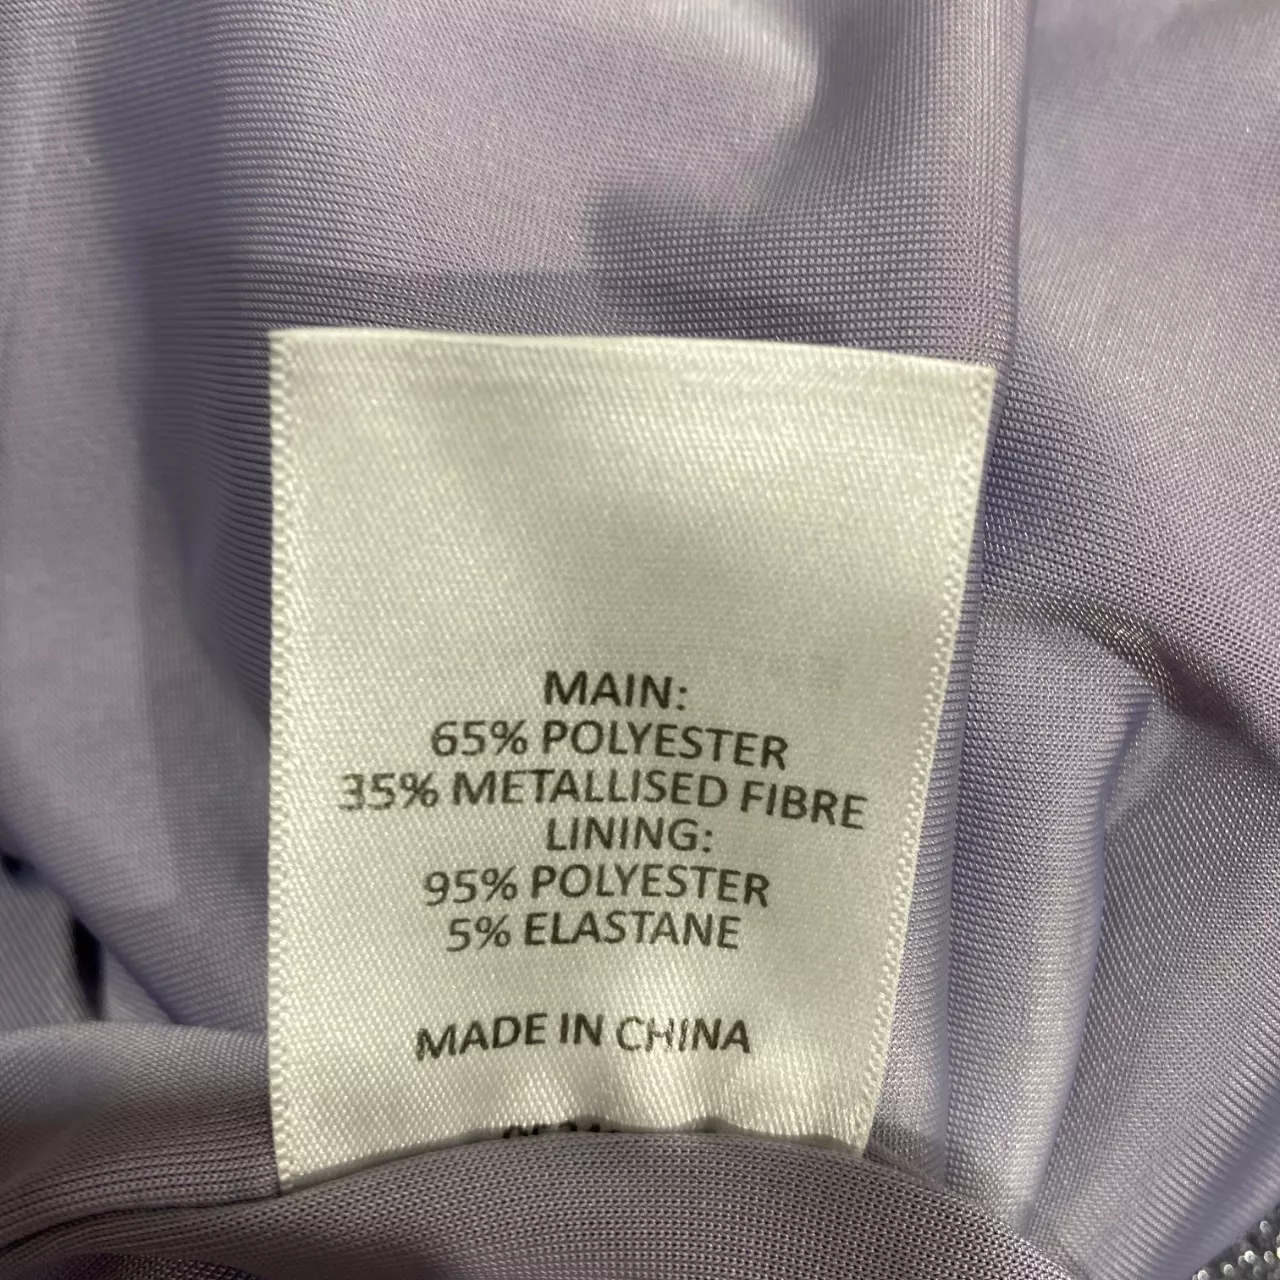 MAIN:
65% POLYESTER
35% METALLISED FIBRE
LINING:
95% POLYESTER
5% ELASTANE
MADE IN CHINA